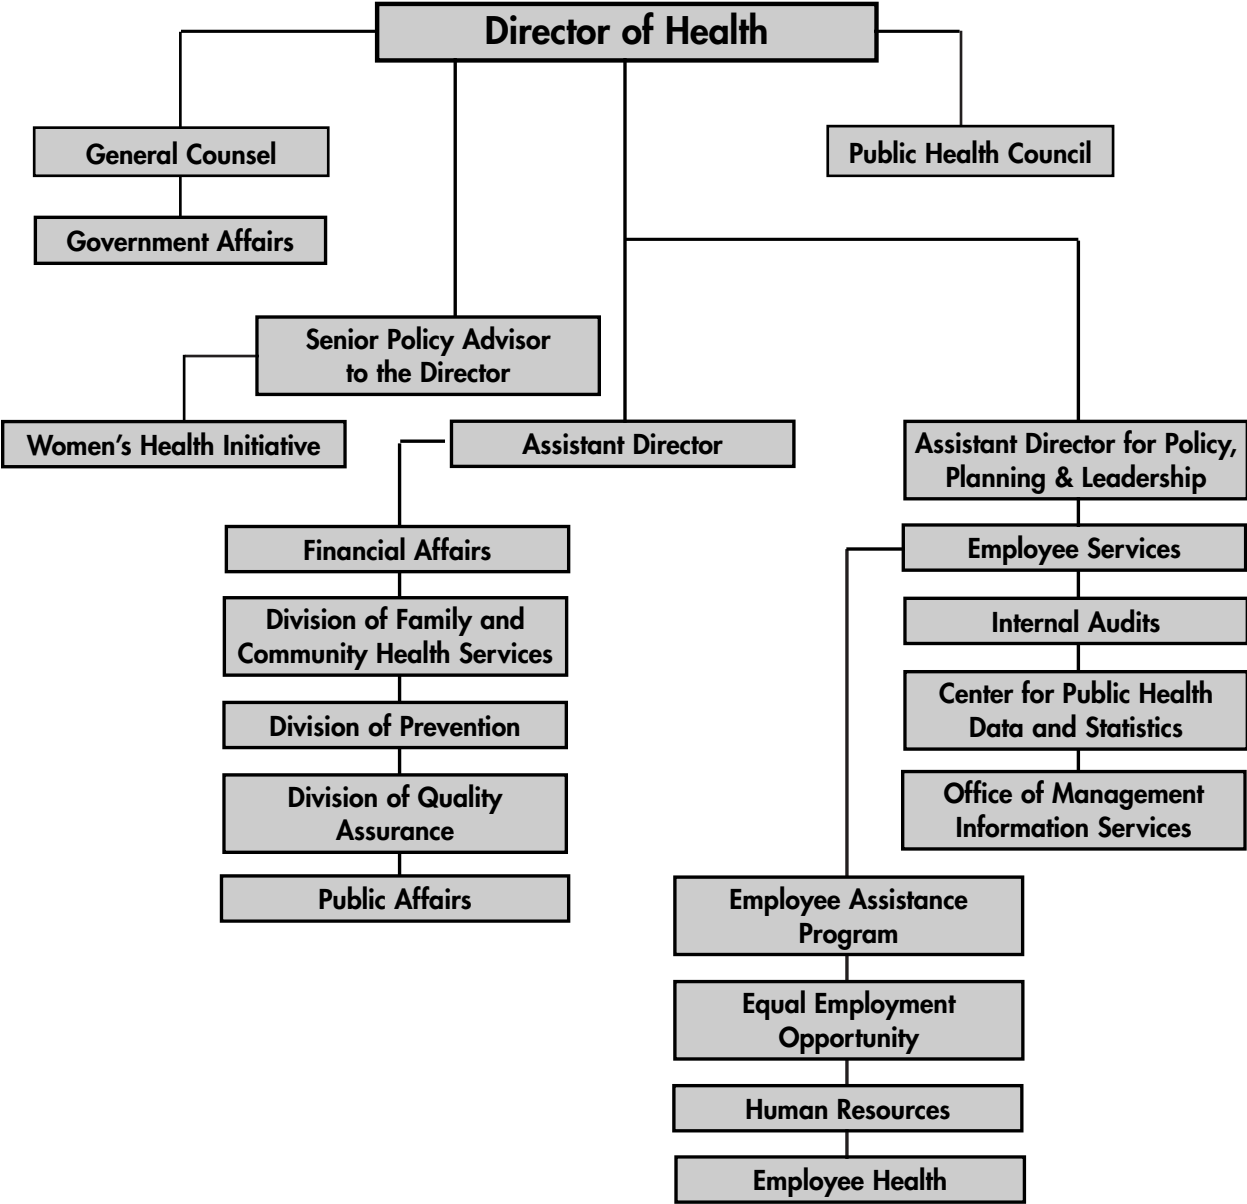 Director of Health
General Counsel
Public Health Council
Government Affairs
Senior Policy Advisor
to the Director
Women's Health Initiative
Assistant Director
Assistant Director for Policy,
Planning & Leadership
Financial Affairs
Employee Services
Division of Family and
Community Health Services
Internal Audits
Center for Public Health
Data and Statistics
Division of Prevention
Division of Quality
Assurance
Office of Management
Information Services
Public Affairs
Employee Assistance
Program
Equal Employment
Opportunity
Human Resources
Employee Health